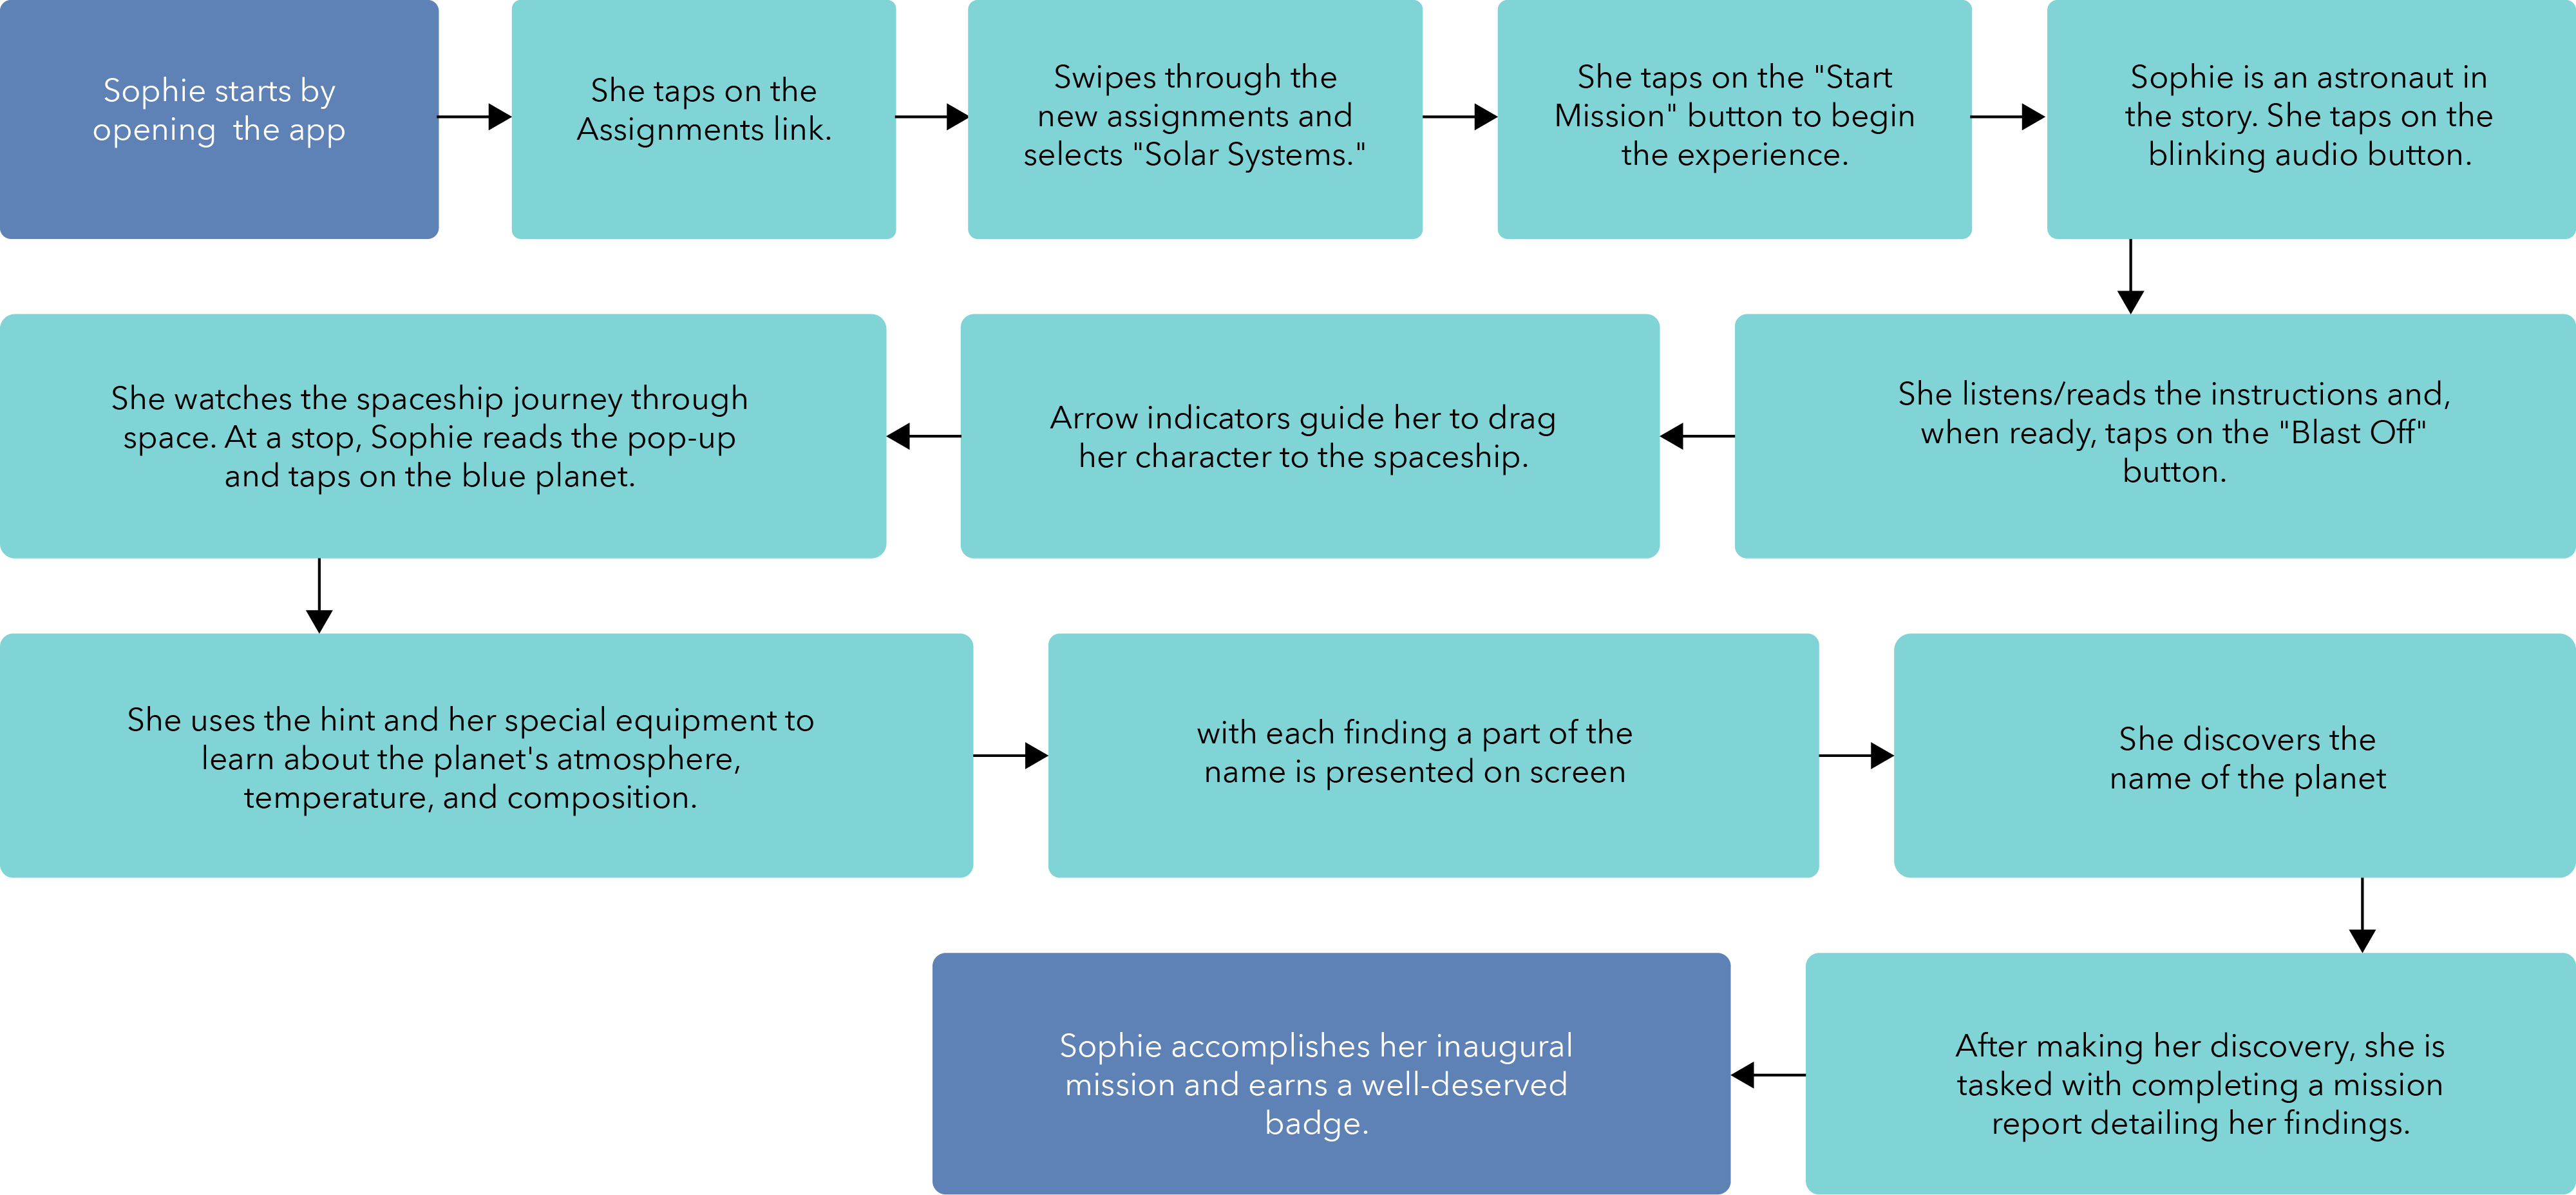 Sophie starts by
opening  the app
She taps on the
Assignments link.
Swipes through the
new assignments and
selects "Solar Systems."
She taps on the "Start
Mission" button to begin
the experience.
Sophie is an astronaut in
the story. She taps on the
blinking audio button.
She listens/reads the instructions and,
when ready, taps on the "Blast Off"
button.
Arrow indicators guide her to drag
her character to the spaceship.
She watches the spaceship journey through
space. At a stop, Sophie reads the pop-up
and taps on the blue planet.
She uses the hint and her special equipment to
learn about the planet's atmosphere,
temperature, and composition.
with each finding a part of the
name is presented on screen
She discovers the
name of the planet
After making her discovery, she is
tasked with completing a mission
report detailing her findings.
Sophie accomplishes her inaugural
mission and earns a well-deserved
badge.